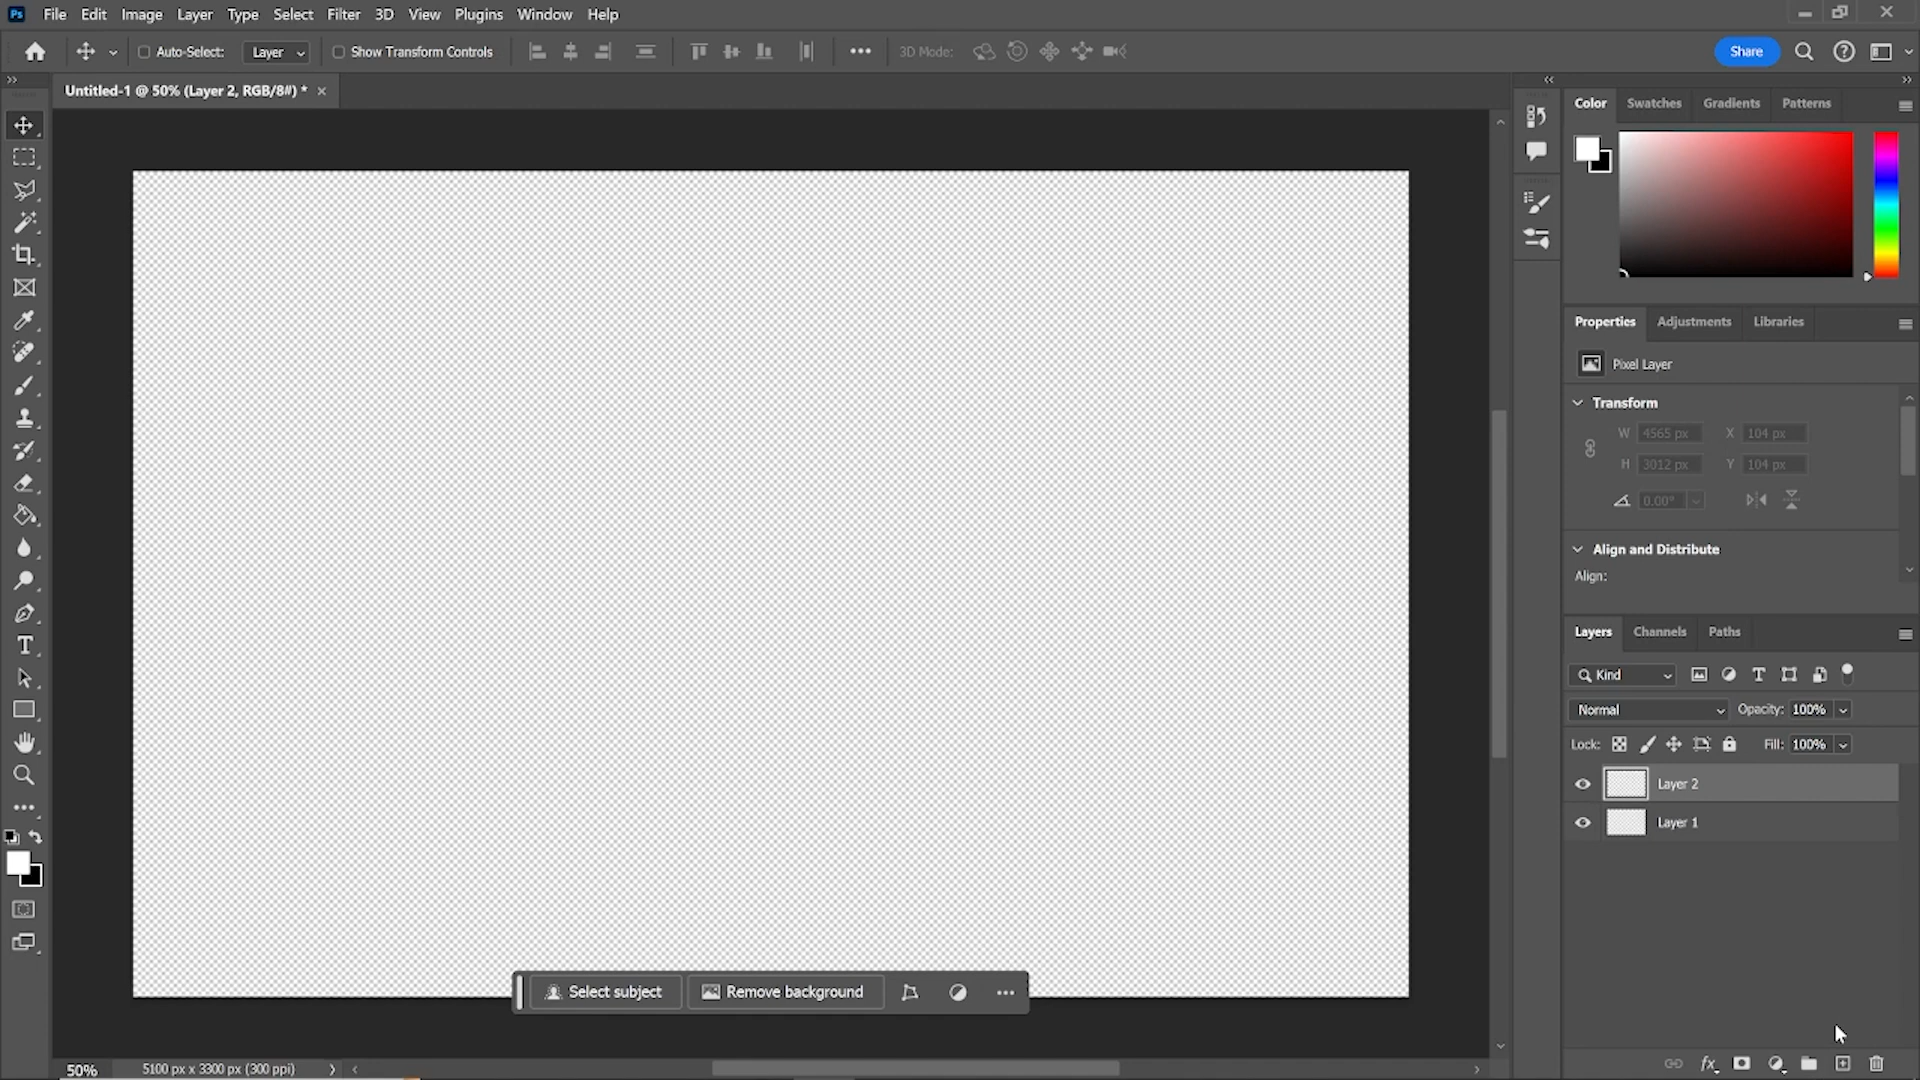 Ps File Edit Image Layer Type Select Filter 3D View Plugins Window Help
Auto-Select: Layer Show Transform Controls 3D Mode: Share
Untitled-1 @ 50% (Layer 2, RGB/8#) *
Color Swatches Gradients Patterns
Properties Adjustments Libraries
Pixel Layer
Transform
W 4565 px X 104 px
H 3012 px Y 104 px
0.00°
Align and Distribute
Align:
Layers Channels Paths
Kind
Normal Opacity: 100%
Lock: Fill: 100%
Layer 2
Layer 1
Select subject Remove background
50% 5100 px x 3300 px (300 ppi)
fx